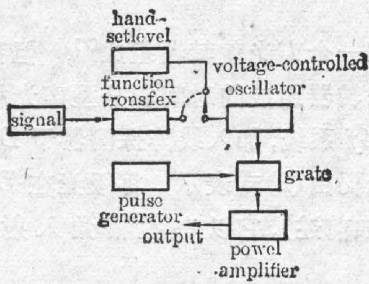 hand-
setlevel
voltage-controlled
oscillator
function
tronsfex
signal
grate
pulse
generator
output
powel
amplifier